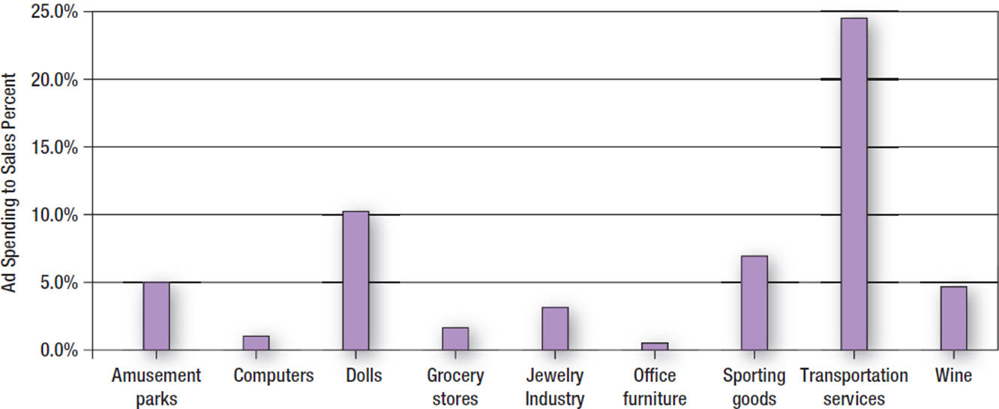 Ad Spending to Sales Percent
25.0%
20.0%
15.0%
10.0%
5.0%
0.0%
Amusement
parks
Computers
Dolls
Grocery
stores
Jewelry
Industry
Office
furniture
Sporting
goods
Transportation
services
Wine